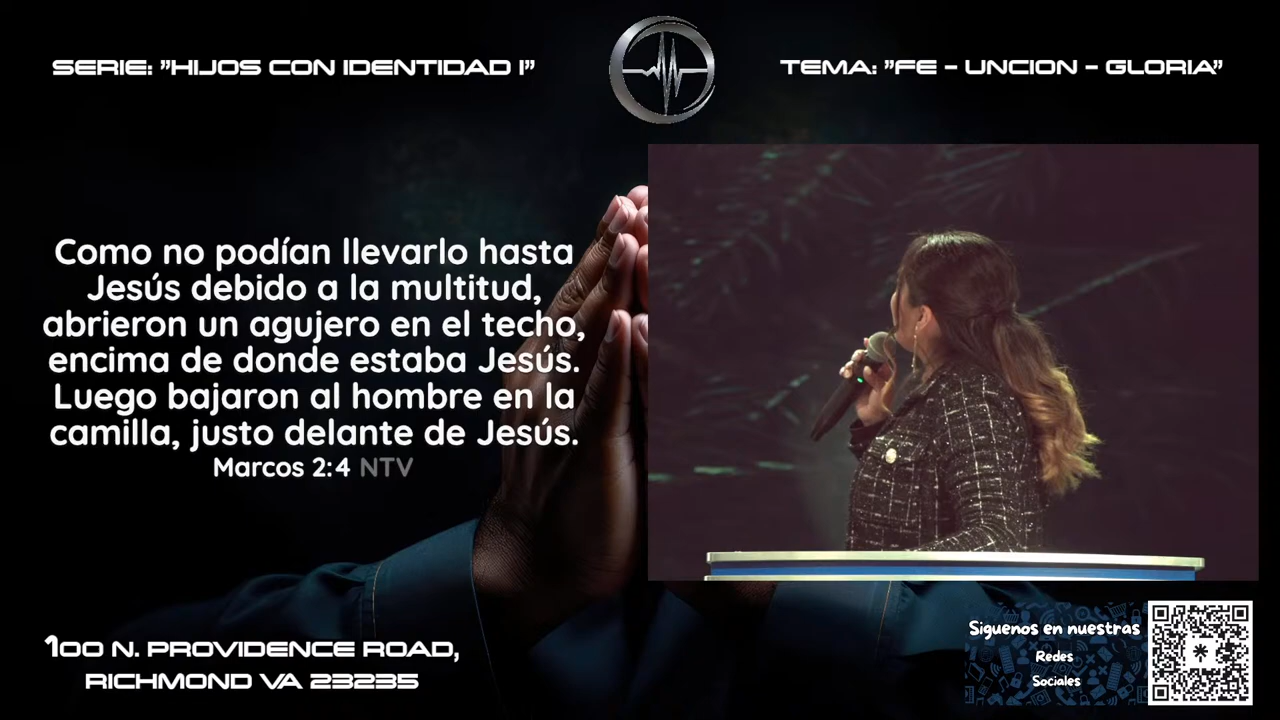 SERIE: "HIJOS CON IDENTIDAD I"
TEMA: "FE - UNCION - GLORIA"
Como no podían llevarlo hasta
Jesús debido a la multitud,
abrieron un agujero en el techo,
encima de donde estaba Jesús.
Luego bajaron al hombre en la
camilla, justo delante de Jesús.
Marcos 2:4 NTV
100 N. PROVIDENCE ROAD,
RICHMOND VA 23235
Siguenos en nuestras
Redes
Sociales